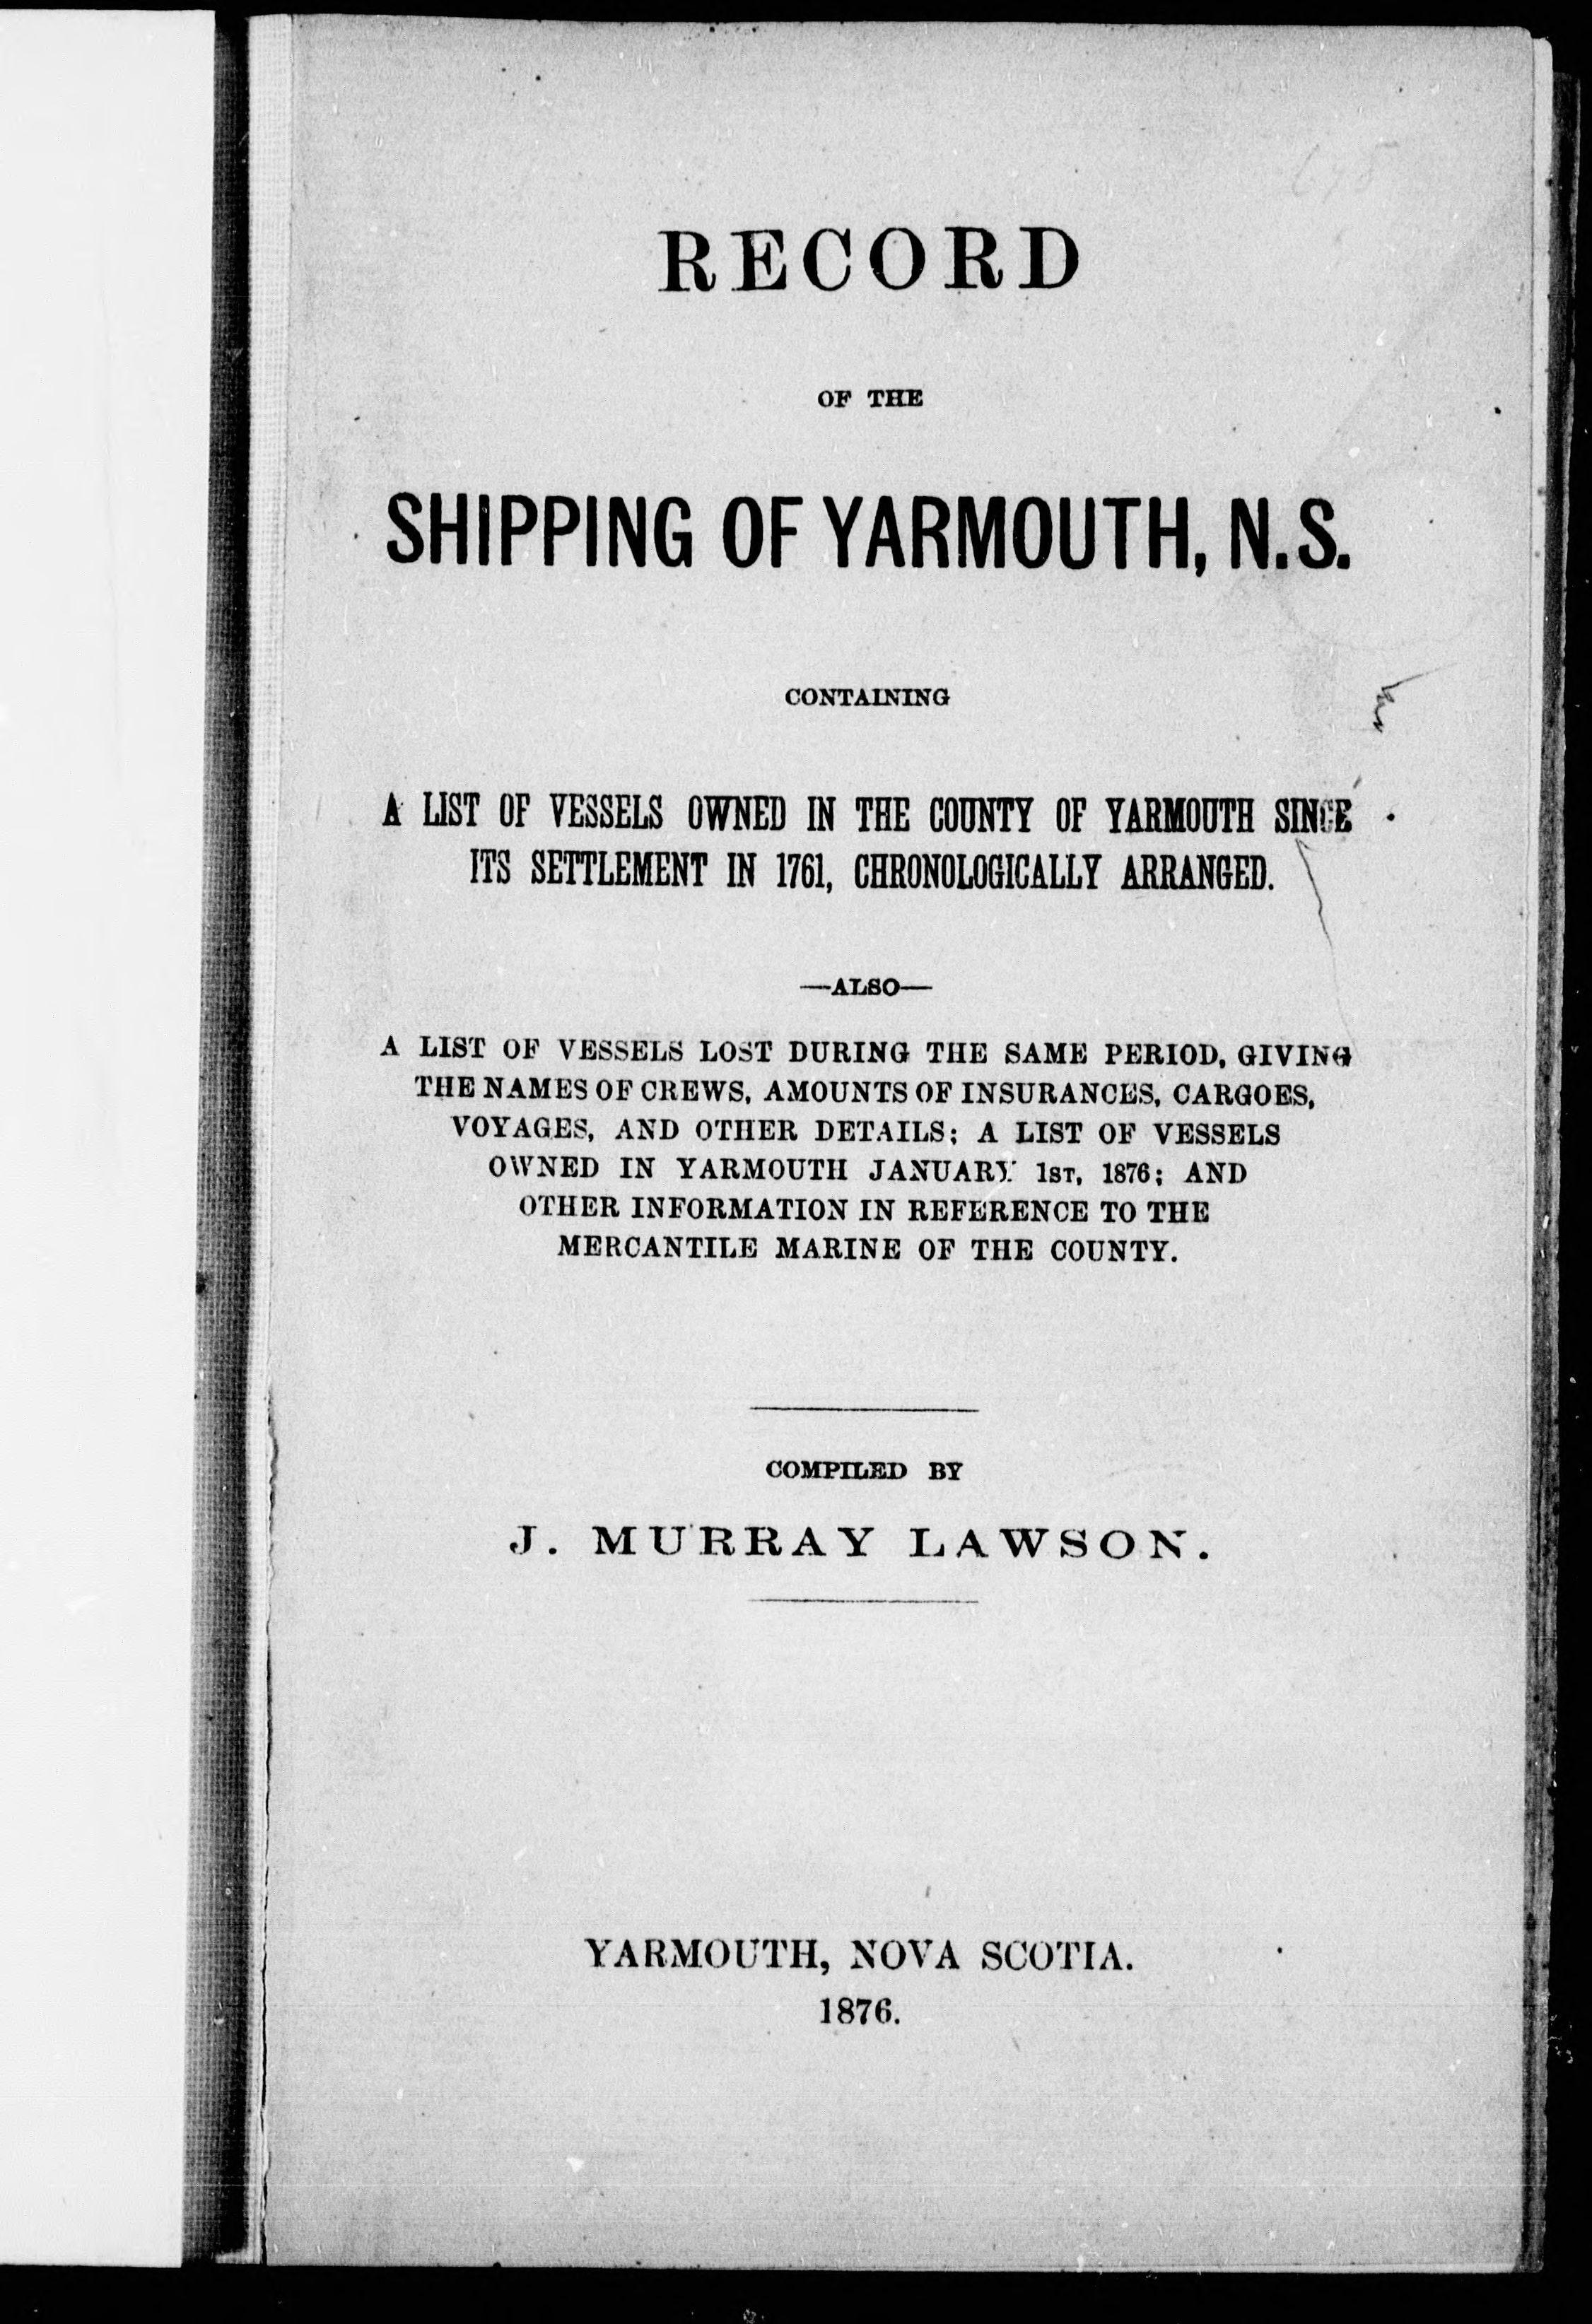 RECORD
OF THE
SHIPPING OF YARMOUTH, N.S.
CONTAINING
A LIST OF VESSELS OWNED IN THE COUNTY OF YARMOUTH SINCE
ITS SETTLEMENT IN 1761, CHRONOLOGICALLY ARRANGED.
—ALSO—
A LIST OF VESSELS LOST DURING THE SAME PERIOD, GIVING
THE NAMES OF CREWS, AMOUNTS OF INSURANCES, CARGOES,
VOYAGES, AND OTHER DETAILS; A LIST OF VESSELS
OWNED IN YARMOUTH JANUARY 1ST, 1876; AND
OTHER INFORMATION IN REFERENCE TO THE
MERCANTILE MARINE OF THE COUNTY.
COMPILED BY
J. MURRAY LAWSON.
YARMOUTH, NOVA SCOTIA.
1876.